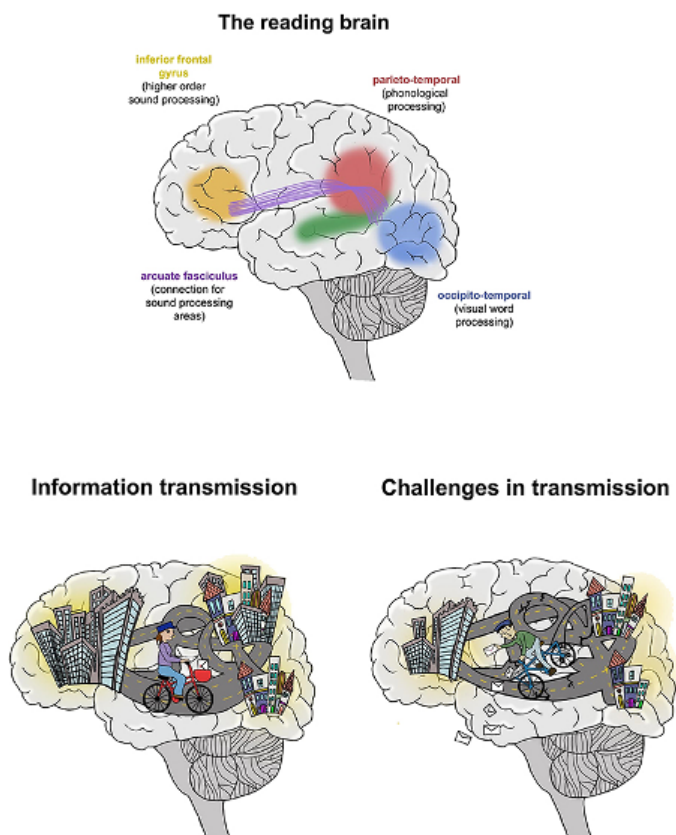 The reading brain
inferior frontal
gyrus
(higher order
sound processing)
parieto-temporal
(phonological
processing)
arcuate fasciculus
(connection for
sound processing
areas)
occipito-temporal
(visual word
processing)
Information transmission
Challenges in transmission